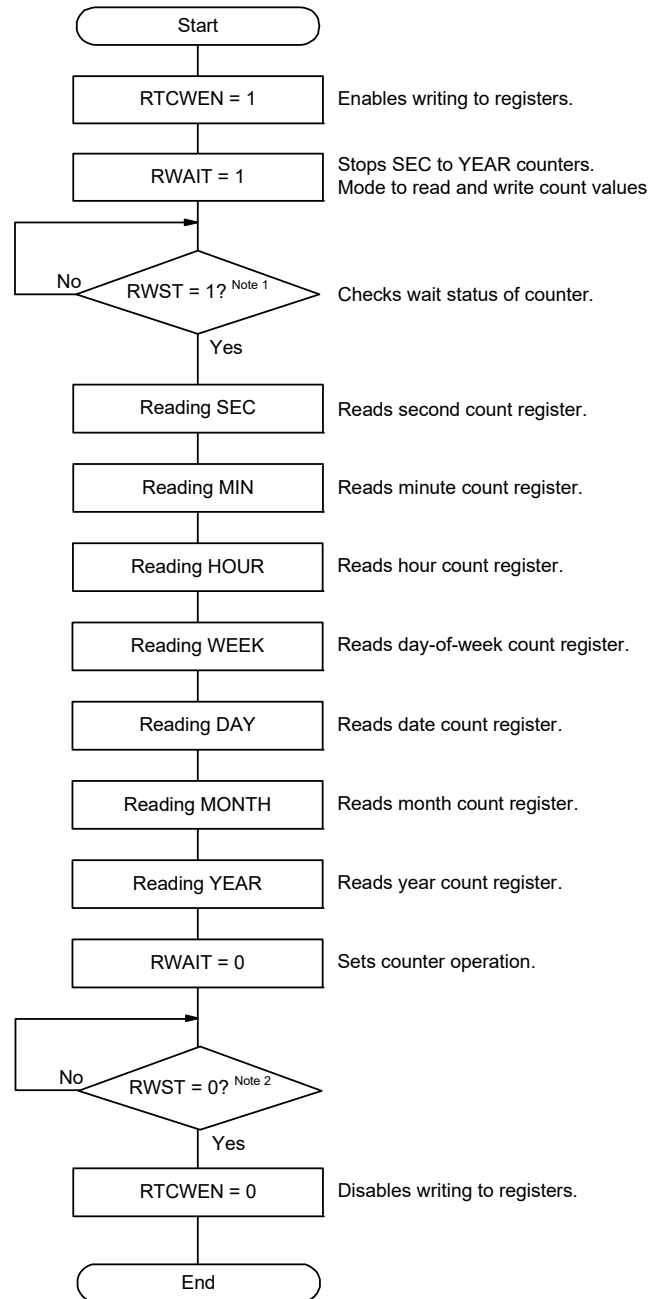 Start
RTCWEN = 1
Enables writing to registers.
RWAIT = 1
Stops SEC to YEAR counters.
Mode to read and write count values
No
RWST = 1? Note 1
Checks wait status of counter.
Yes
Reading SEC
Reads second count register.
Reading MIN
Reads minute count register.
Reading HOUR
Reads hour count register.
Reading WEEK
Reads day-of-week count register.
Reading DAY
Reads date count register.
Reading MONTH
Reads month count register.
Reading YEAR
Reads year count register.
RWAIT = 0
Sets counter operation.
No
RWST = 0? Note 2
Yes
RTCWEN = 0
Disables writing to registers.
End